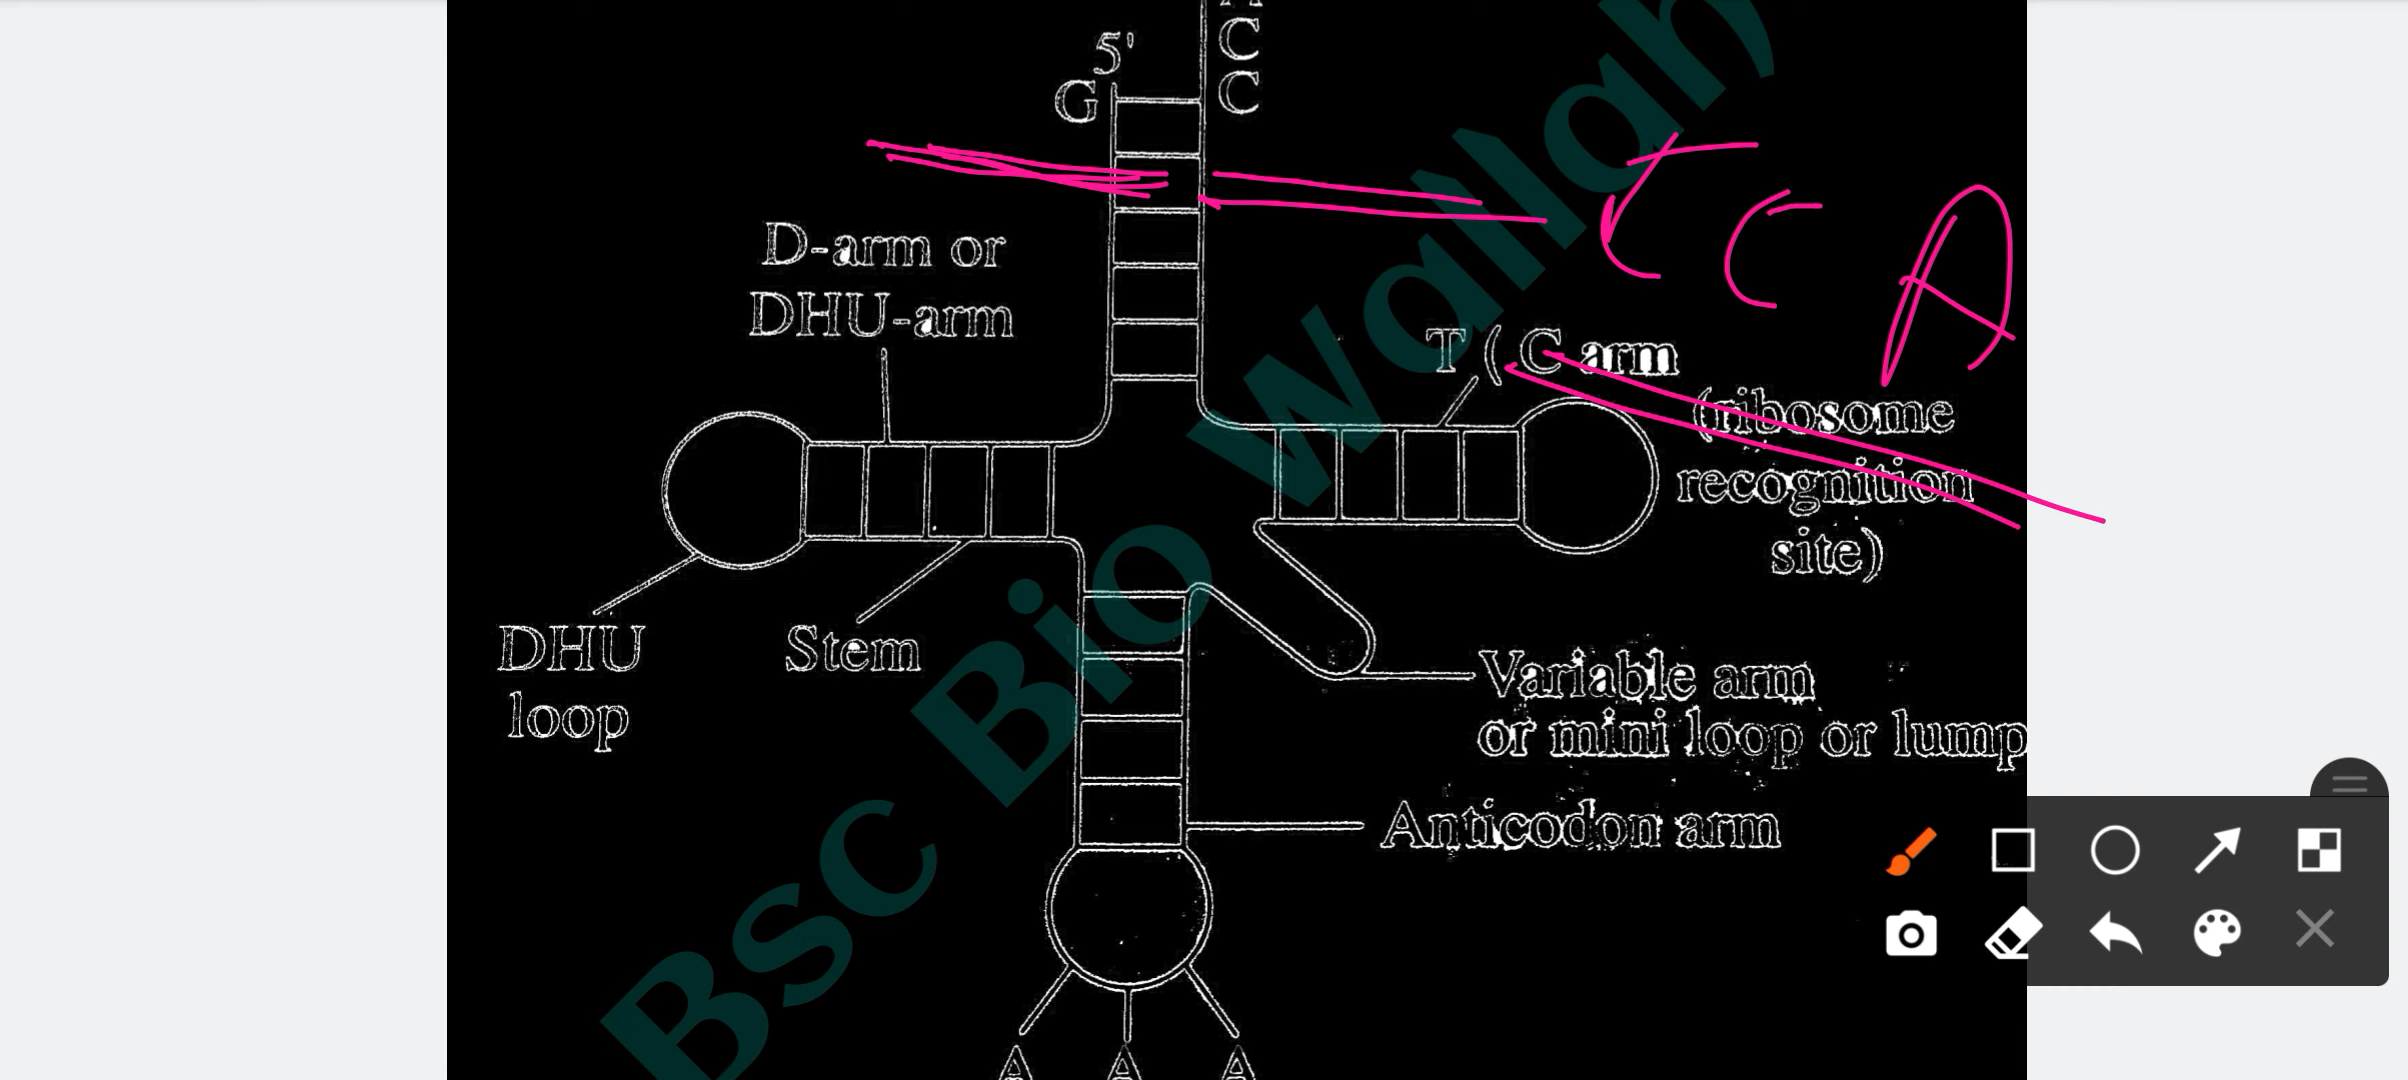 A
C
5'
G
C
CCA
D-arm or
DHU-arm
T ( C arm
(ribosome
recognition
site)
DHU
loop
Stem
Variable arm
or mini loop or lump
Anticodon arm
A A A
BSC Bio Wallah